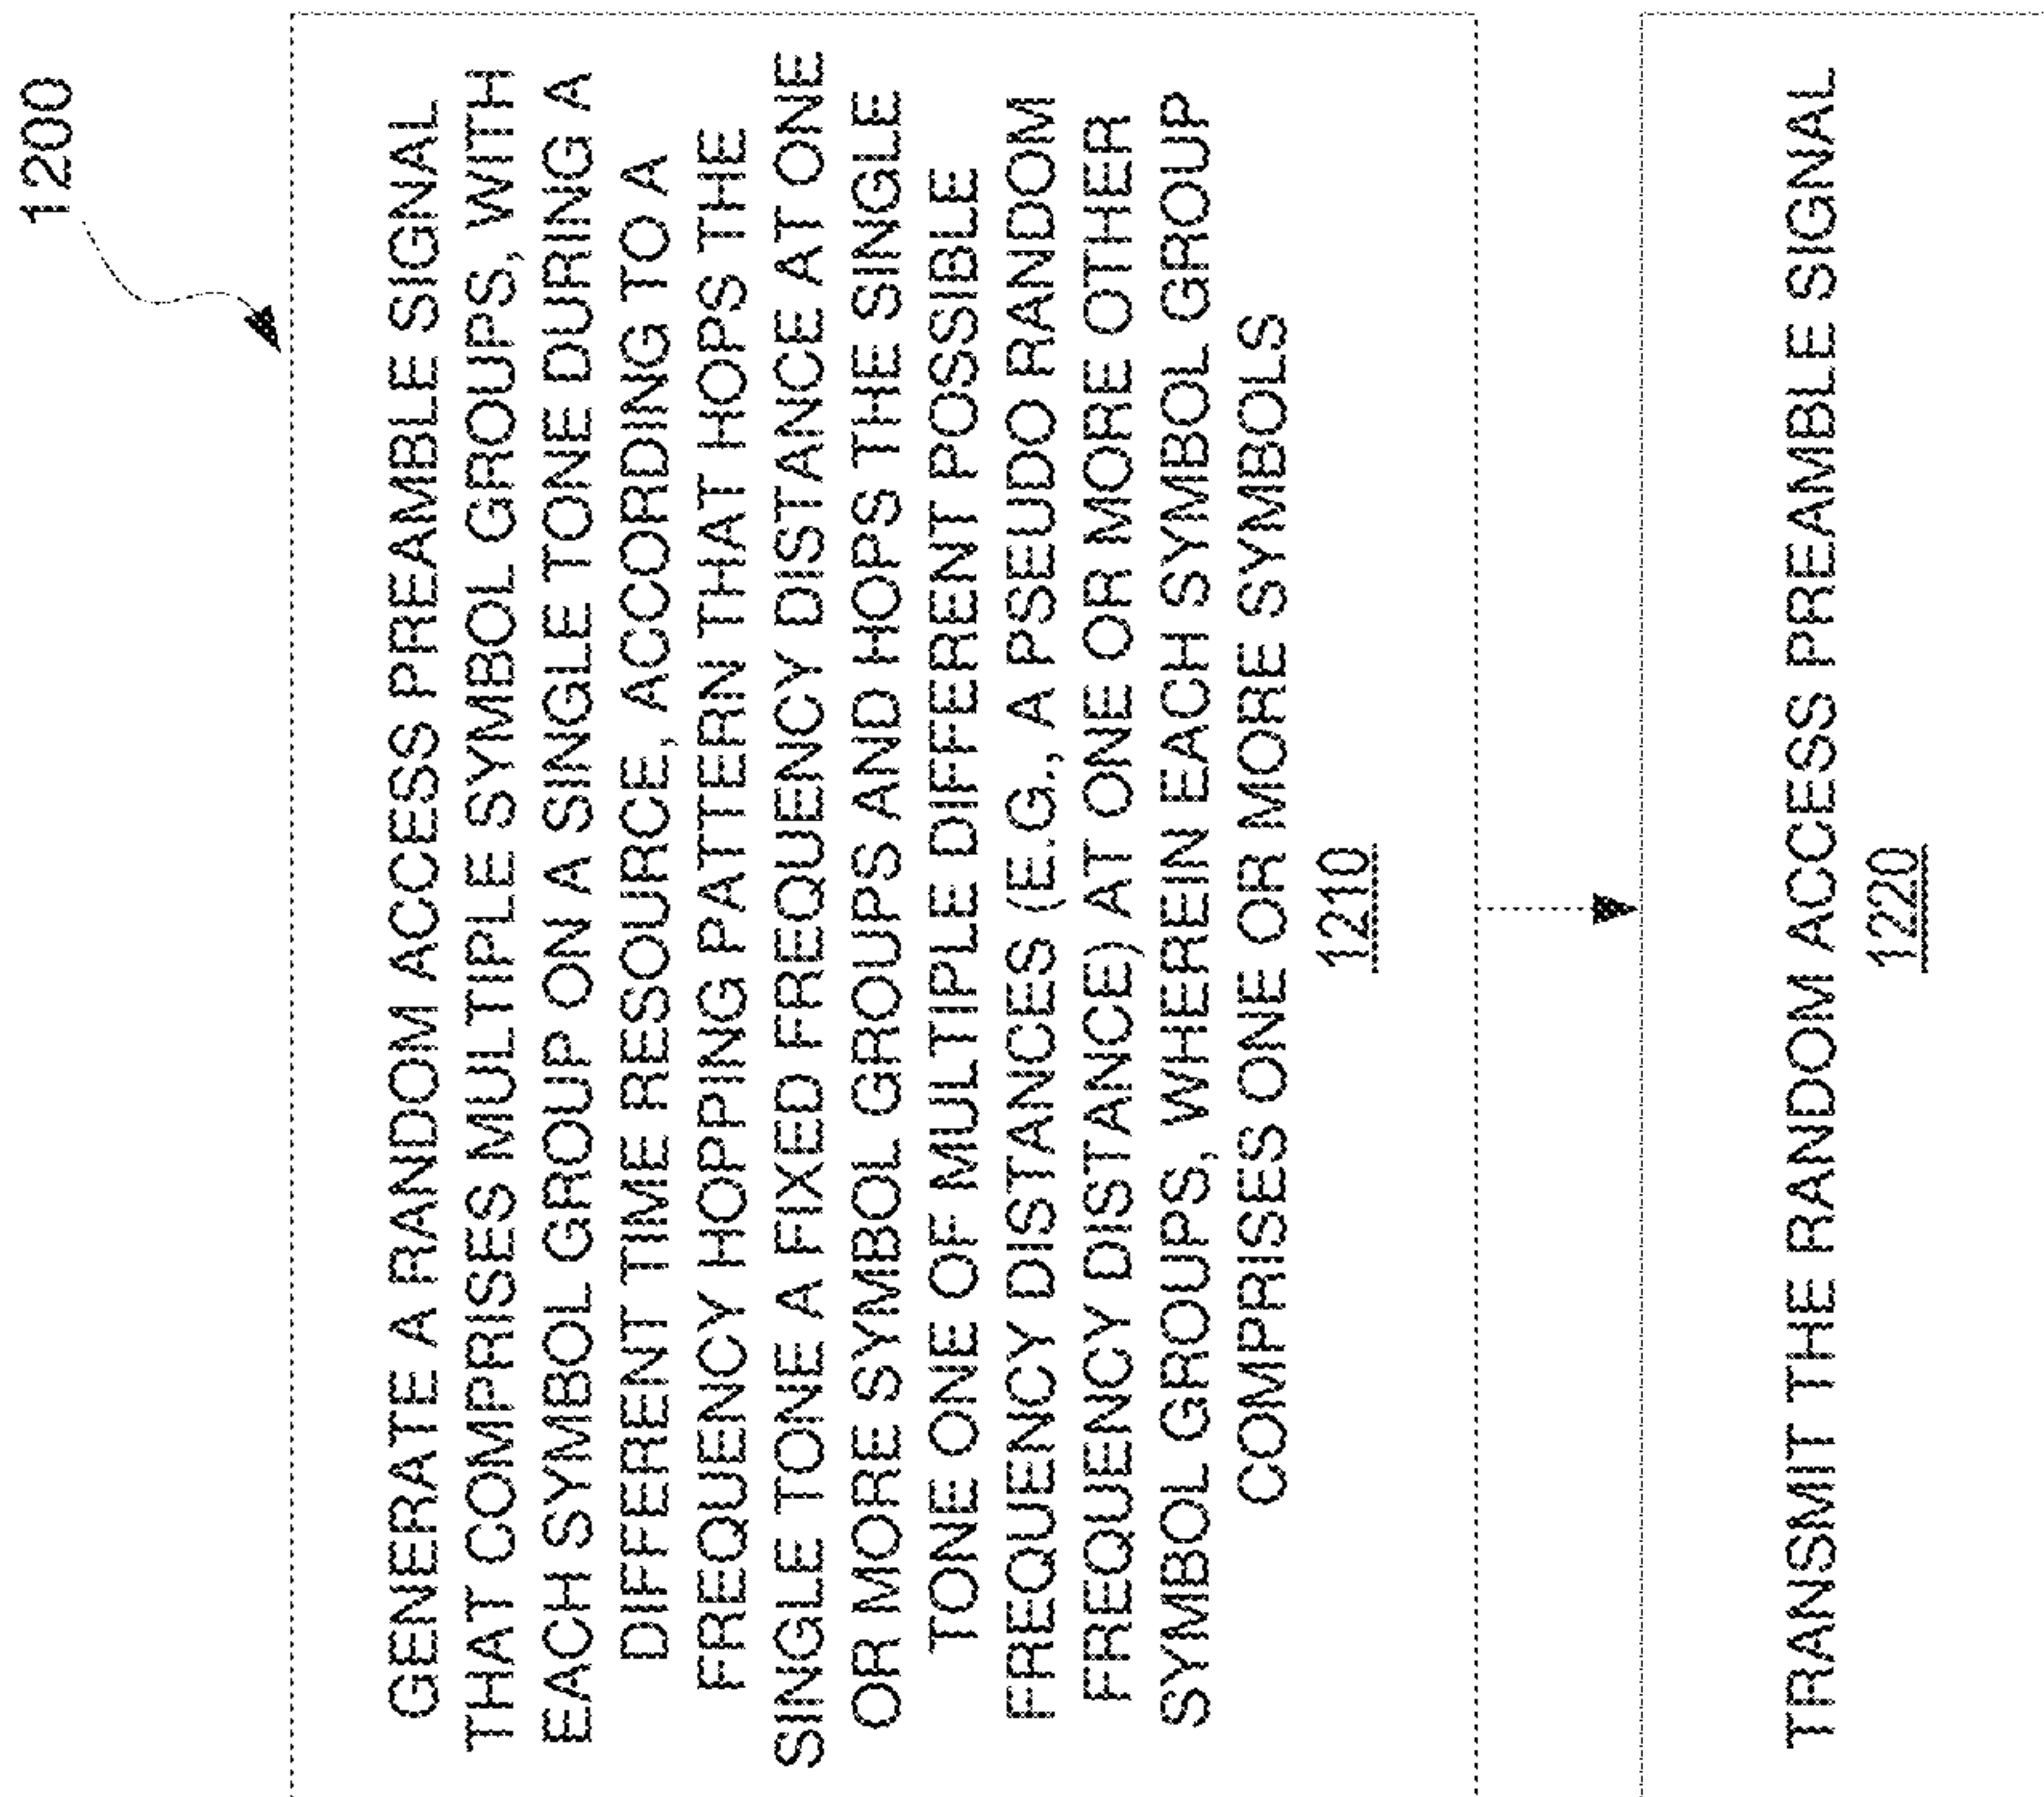 1200
GENERATE A RANDOM ACCESS PREAMBLE SIGNAL
THAT COMPRISES MULTIPLE SYMBOL GROUPS, WITH
EACH SYMBOL GROUP ON A SINGLE TONE DURING A
DIFFERENT TIME RESOURCE, ACCORDING TO A
FREQUENCY HOPPING PATTERN THAT HOPS THE
SINGLE TONE A FIXED FREQUENCY DISTANCE AT ONE
OR MORE SYMBOL GROUPS AND HOPS THE SINGLE
TONE ONE OF MULTIPLE DIFFERENT POSSIBLE
FREQUENCY DISTANCES (E.G., A PSEUDO RANDOM
FREQUENCY DISTANCE) AT ONE OR MORE OTHER
SYMBOL GROUPS, WHEREIN EACH SYMBOL GROUP
COMPRISES ONE OR MORE SYMBOLS
1210
TRANSMIT THE RANDOM ACCESS PREAMBLE SIGNAL
1220